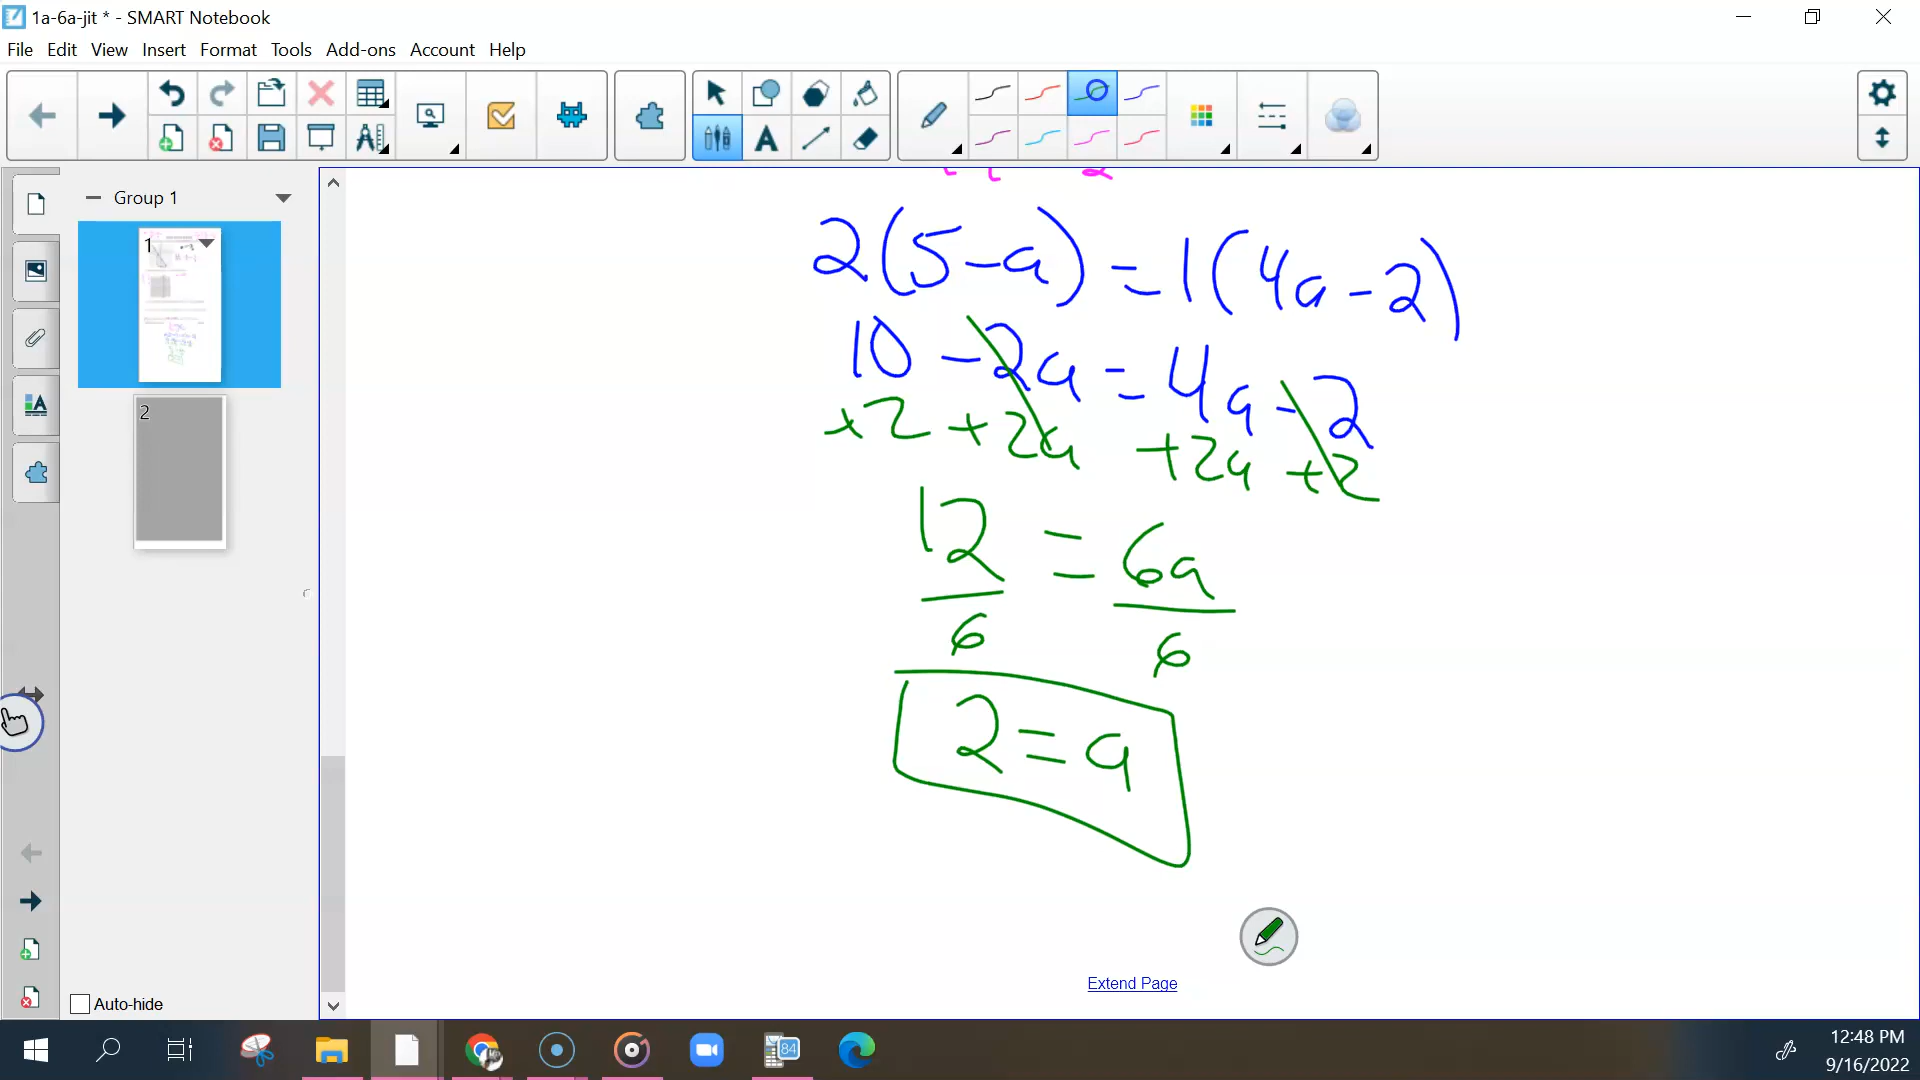 1a-6a-jit * - SMART Notebook
File Edit View Insert Format Tools Add-ons Account Help
Group 1
1
2
2(5-a) = 1(4a-2)
10 -2a = 4a -2
+2 +2a +2a +2
12 = 6a
6 6
2 = a
Extend Page
Auto-hide
84
12:48 PM
9/16/2022